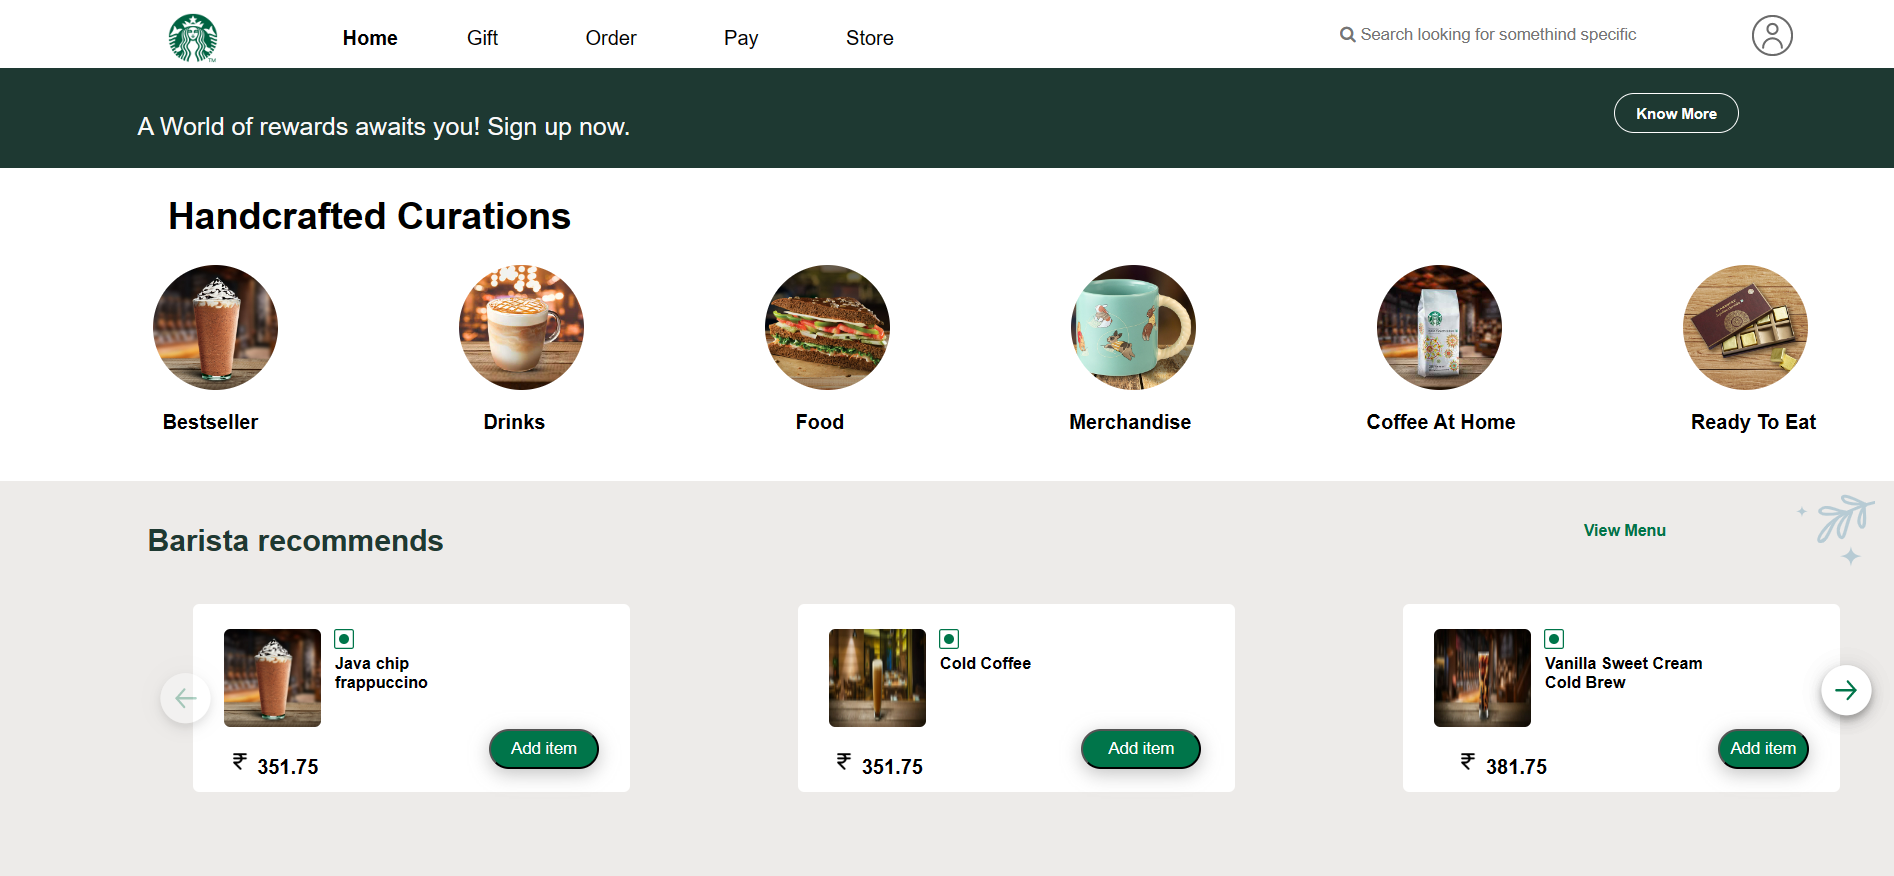 Home Gift Order Pay Store Search looking for somethind specific
A World of rewards awaits you! Sign up now. Know More
Handcrafted Curations
Bestseller Drinks Food Merchandise Coffee At Home Ready To Eat
Barista recommends View Menu
Java chip
frappuccino
₹ 351.75 Add item
Cold Coffee
₹ 351.75 Add item
Vanilla Sweet Cream
Cold Brew
₹ 381.75 Add item